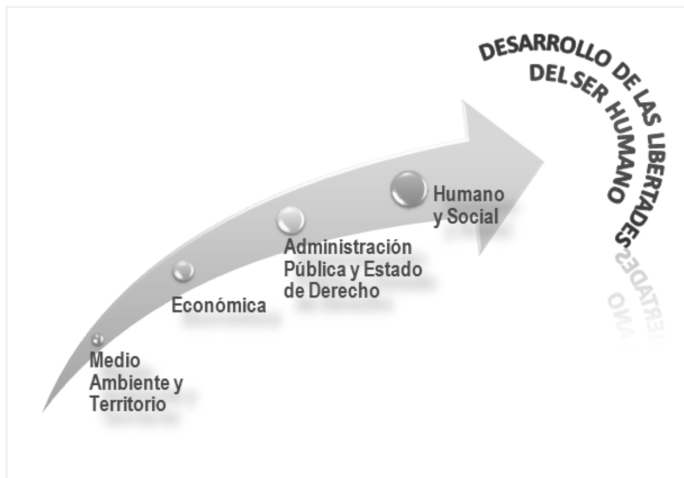 DESARROLLO DE LAS LIBERTADES
DEL SER HUMANO
Humano
y Social
Administración
Pública y Estado
de Derecho
Económica
Medio
Ambiente y
Territorio